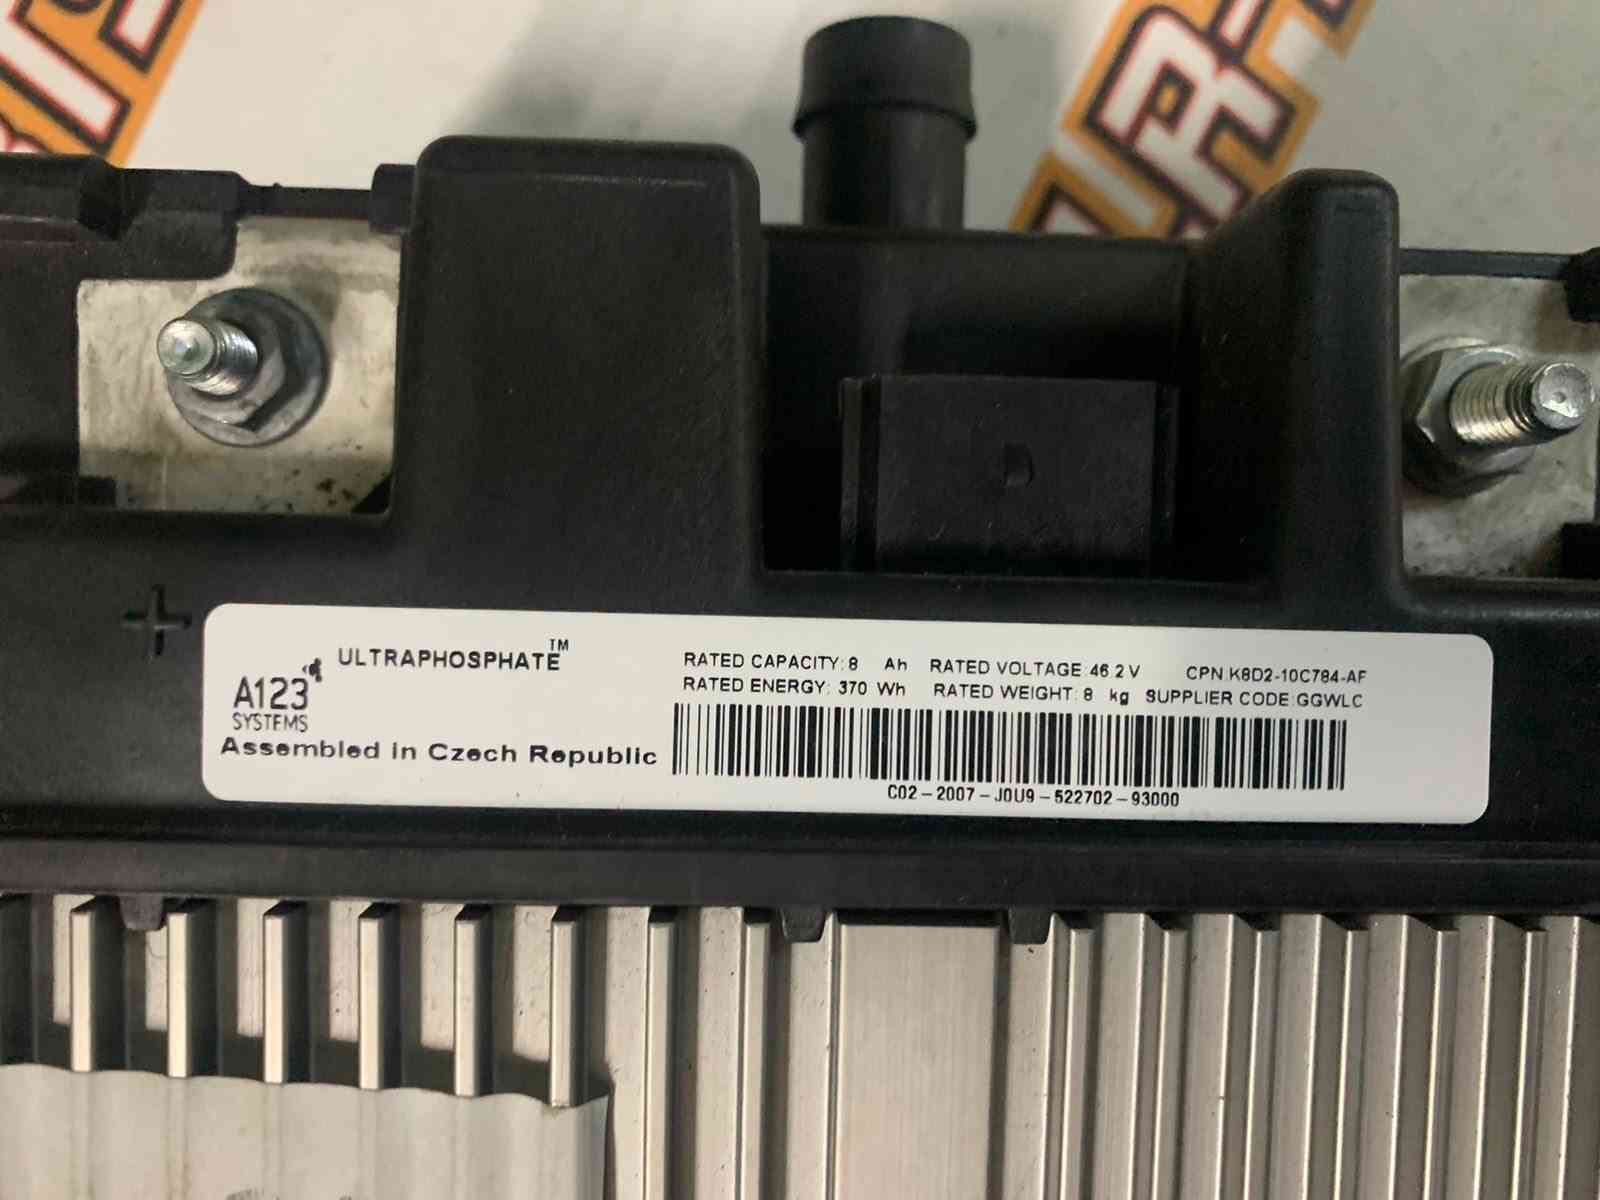 +
ULTRAPHOSPHATE™
A123
SYSTEMS
Assembled in Czech Republic
RATED CAPACITY:8 Ah RATED VOLTAGE:46.2 V CPN:K8D2-10C784-AF
RATED ENERGY: 370 Wh RATED WEIGHT:8 kg SUPPLIER CODE:GGWLC
C02-2007-J0U9-522702-93000